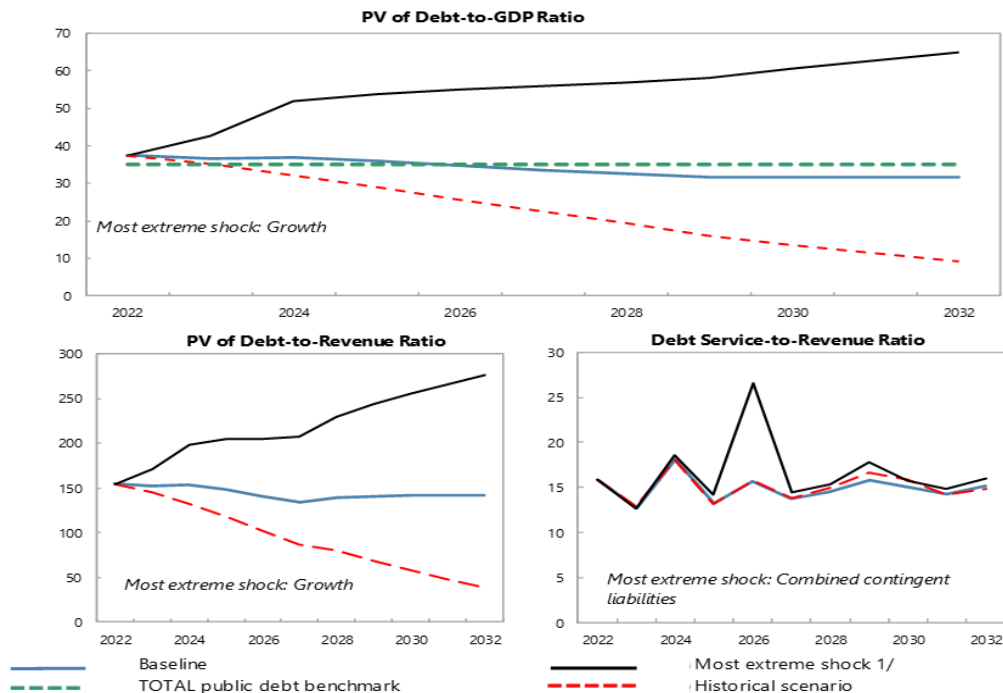 PV of Debt-to-GDP Ratio
70
60
50
40
30
20
10
0
Most extreme shock: Growth
2022 2024 2026 2028 2030 2032
PV of Debt-to-Revenue Ratio
300
250
200
150
100
50
0
Most extreme shock: Growth
2022 2024 2026 2028 2030 2032
Debt Service-to-Revenue Ratio
30
25
20
15
10
5
0
Most extreme shock: Combined contingent
liabilities
2022 2024 2026 2028 2030 2032
Baseline
TOTAL public debt benchmark
Most extreme shock 1/
Historical scenario